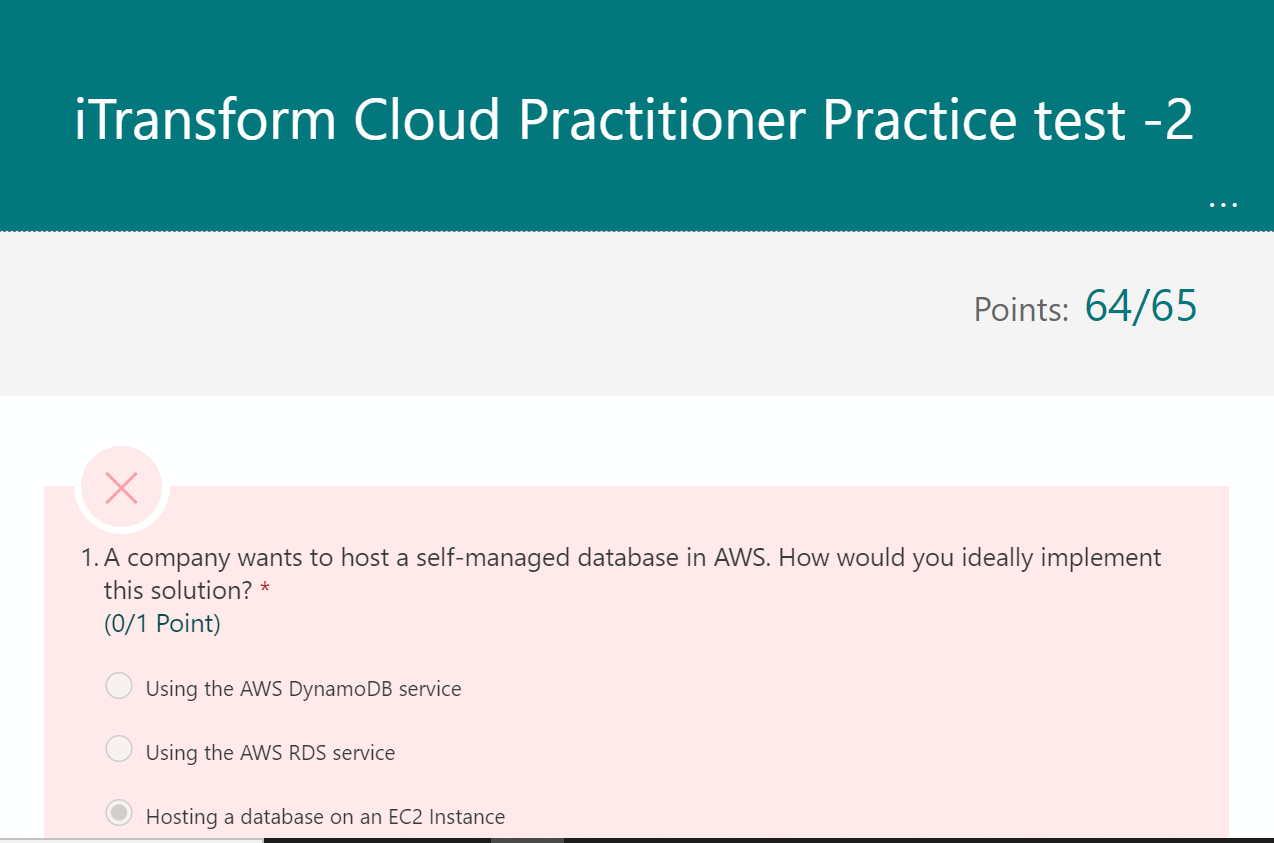 iTransform Cloud Practitioner Practice test -2
...
Points: 64/65
1. A company wants to host a self-managed database in AWS. How would you ideally implement
this solution? *
(0/1 Point)
Using the AWS DynamoDB service
Using the AWS RDS service
Hosting a database on an EC2 Instance